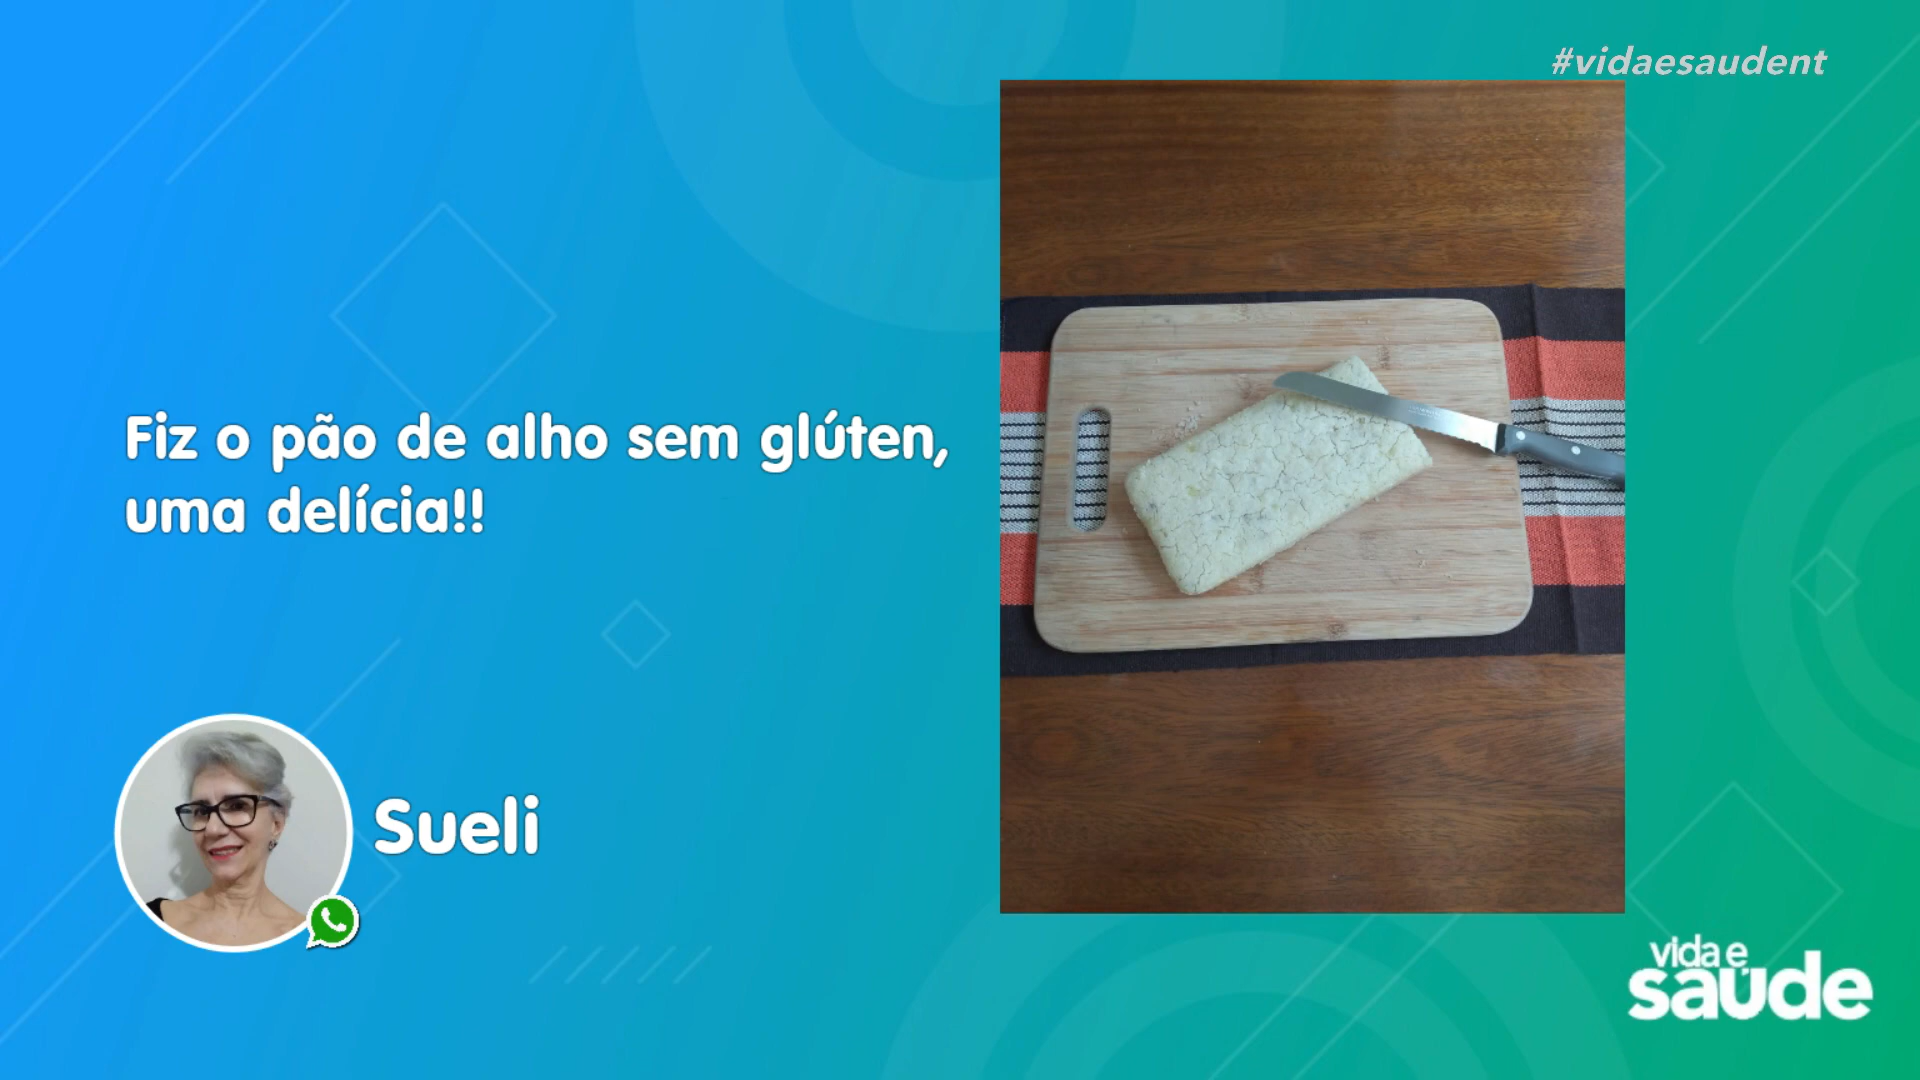 #vidaesaudent
Fiz o pão de alho sem glúten,
uma delícia!!
Sueli
vida e
saúde